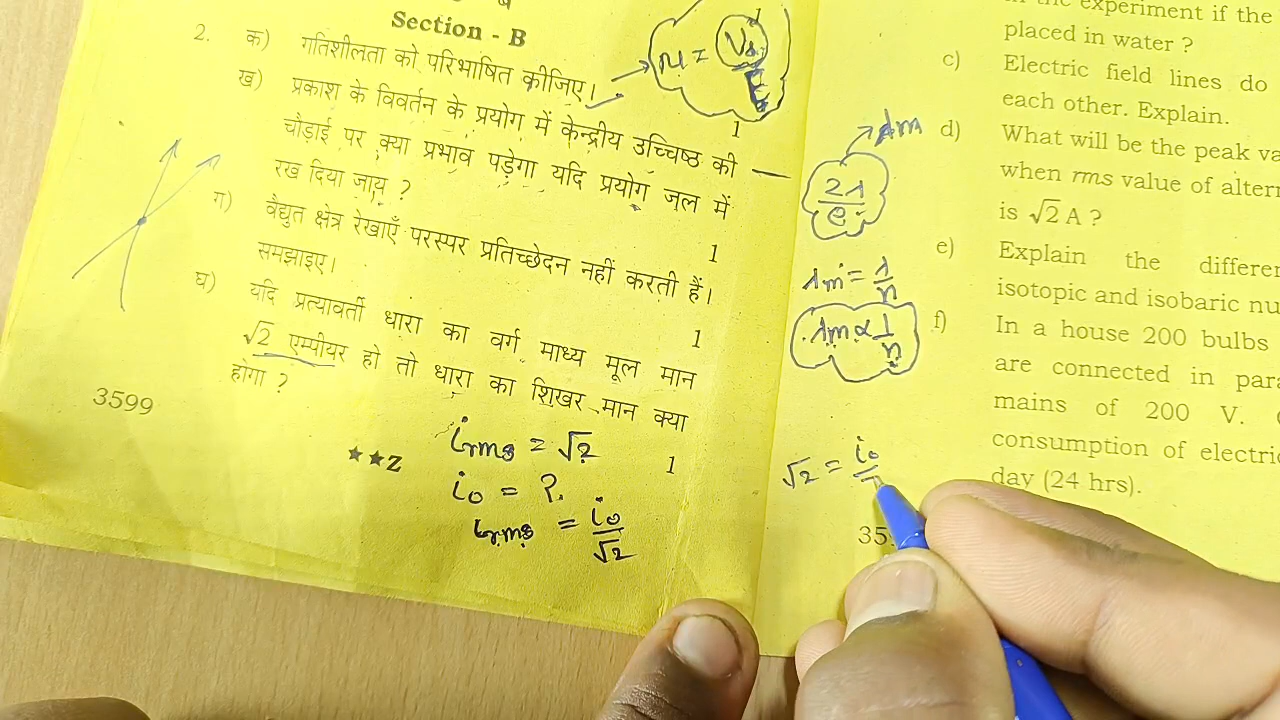 Section - B
2. क) गतिशीलता को परिभाषित कीजिए।
μ = Vd
1
ख) प्रकाश के विवर्तन के प्रयोग में केन्द्रीय उच्चिष्ठ की
चौड़ाई पर क्या प्रभाव पड़ेगा यदि प्रयोग जल में
रख दिया जाय ?
1
ग) वैद्युत क्षेत्र रेखाएँ परस्पर प्रतिच्छेदन नहीं करती हैं।
समझाइए।
1
घ) यदि प्रत्यावर्ती धारा का वर्ग माध्य मूल मान
√2 एम्पीयर हो तो धारा का शिखर मान क्या
होगा ?
1
3599
★★Z
irms = √2
i0 = ?
irms = i0/√2
λm
2λ/e
λm = λ/n
λm ∝ 1/n
√2 = i0
experiment if the
placed in water ?
c) Electric field lines do
each other. Explain.
d) What will be the peak va
when rms value of altern
is √2 A ?
e) Explain the differen
isotopic and isobaric nu
f) In a house 200 bulbs
are connected in para
mains of 200 V.
consumption of electri
day (24 hrs).
35